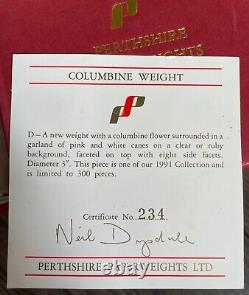 PERTHSHIRE
PAPERWEIGHTS
COLUMBINE WEIGHT
D – A new weight with a columbine flower surrounded in a
garland of pink and white canes on a clear or ruby
background, faceted on top with eight side facets.
Diameter 3". This piece is one of our 1991 Collection and
is limited to 300 pieces.
Certificate No. 234
Neil Drysdale
PERTHSHIRE PAPERWEIGHTS LTD